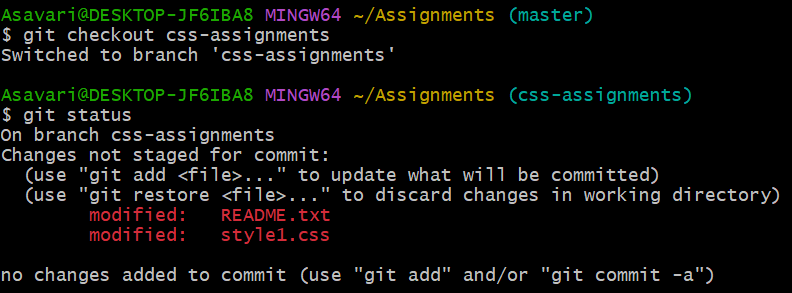 Asavari@DESKTOP-JF6IBA8 MINGW64 ~/Assignments (master)
$ git checkout css-assignments
Switched to branch 'css-assignments'
Asavari@DESKTOP-JF6IBA8 MINGW64 ~/Assignments (css-assignments)
$ git status
On branch css-assignments
Changes not staged for commit:
  (use "git add <file>..." to update what will be committed)
  (use "git restore <file>..." to discard changes in working directory)
        modified:   README.txt
        modified:   style1.css
no changes added to commit (use "git add" and/or "git commit -a")